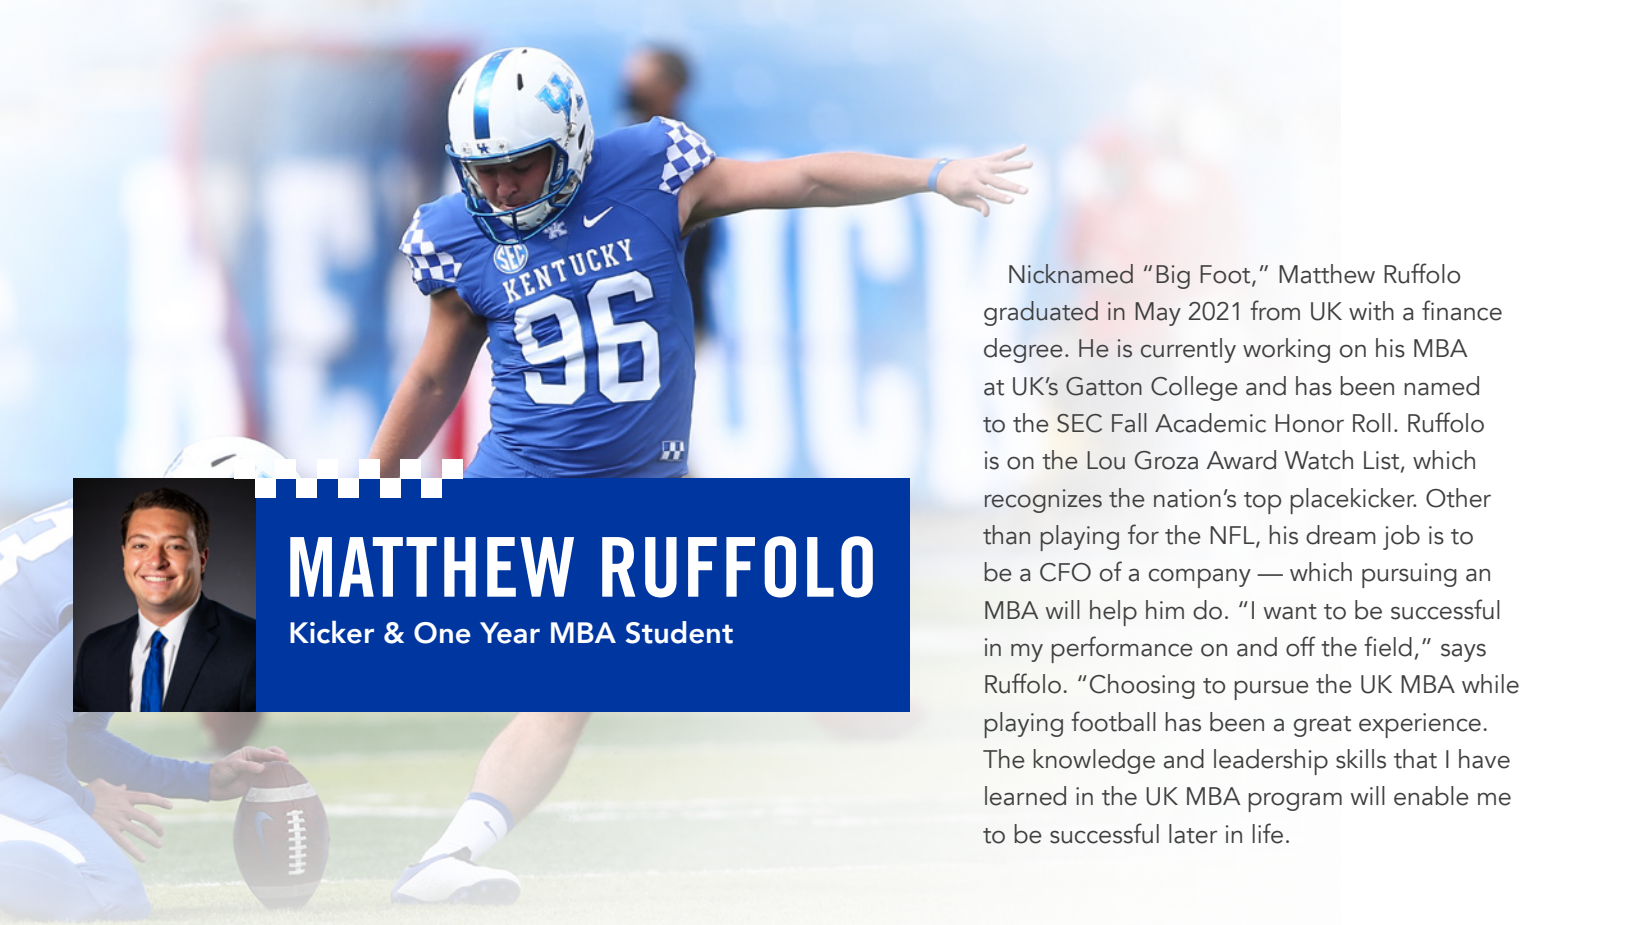 SEC
KENTUCKY
96
MATTHEW RUFFOLO
Kicker & One Year MBA Student
Nicknamed “Big Foot,” Matthew Ruffolo
graduated in May 2021 from UK with a finance
degree. He is currently working on his MBA
at UK’s Gatton College and has been named
to the SEC Fall Academic Honor Roll. Ruffolo
is on the Lou Groza Award Watch List, which
recognizes the nation’s top placekicker. Other
than playing for the NFL, his dream job is to
be a CFO of a company — which pursuing an
MBA will help him do. “I want to be successful
in my performance on and off the field,” says
Ruffolo. “Choosing to pursue the UK MBA while
playing football has been a great experience.
The knowledge and leadership skills that I have
learned in the UK MBA program will enable me
to be successful later in life.